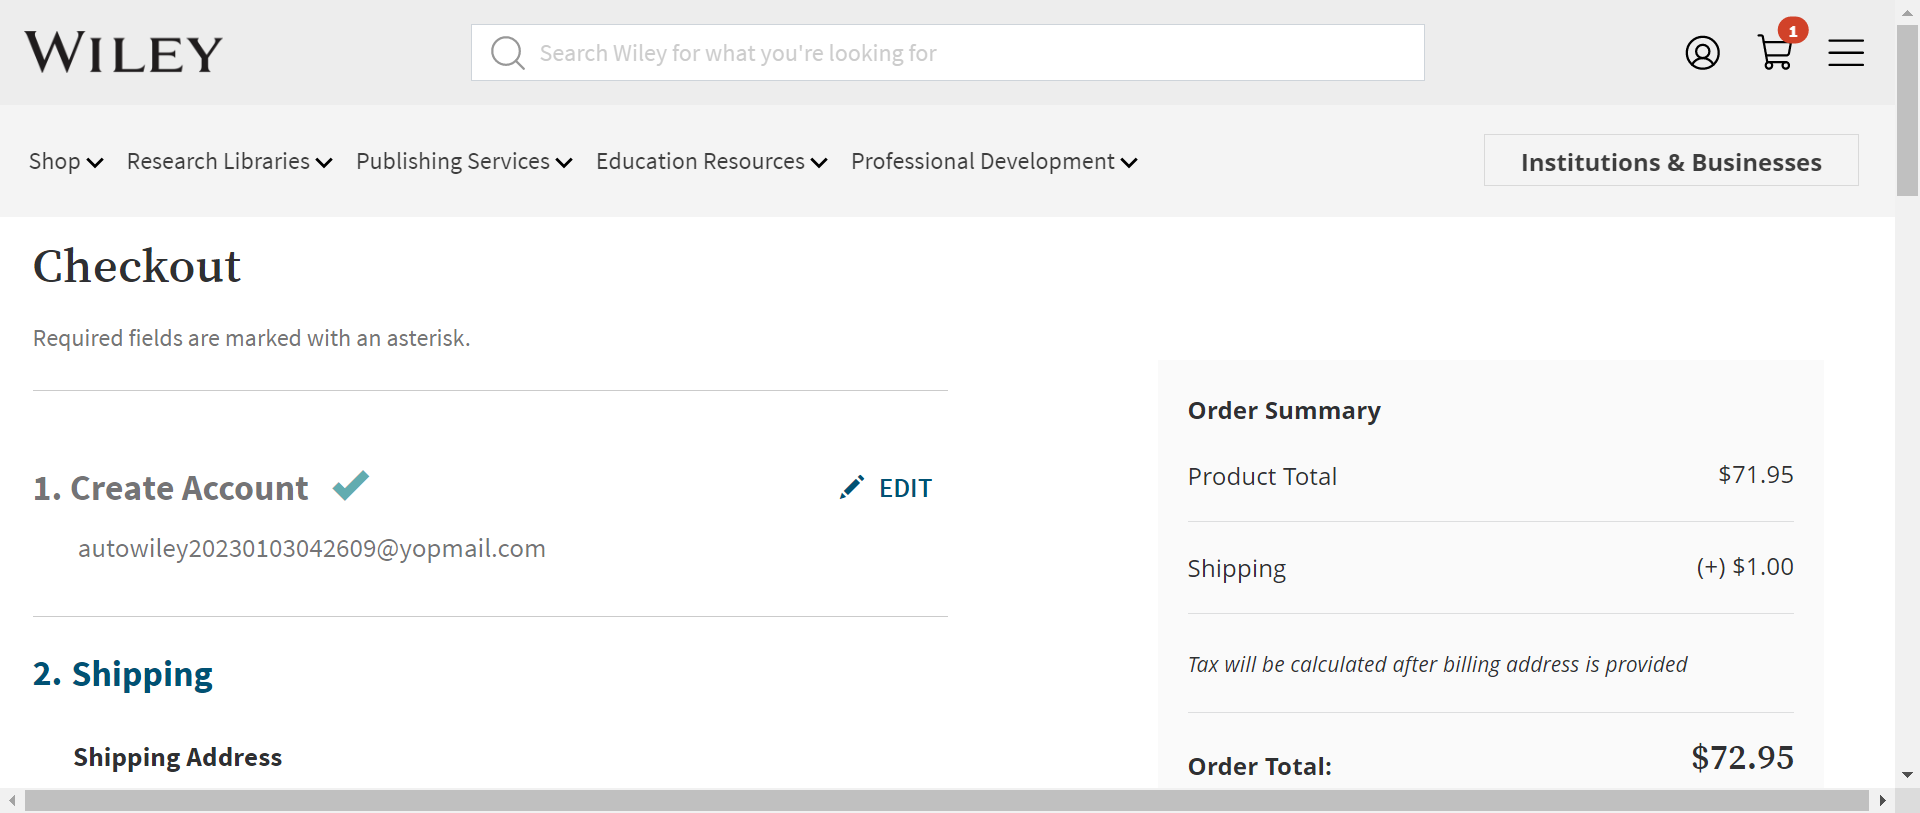 WILEY
Search Wiley for what you're looking for
1
Shop Research Libraries Publishing Services Education Resources Professional Development Institutions & Businesses
Checkout
Required fields are marked with an asterisk.
1. Create Account EDIT
autowiley20230103042609@yopmail.com
2. Shipping
Shipping Address
Order Summary
Product Total $71.95
Shipping (+) $1.00
Tax will be calculated after billing address is provided
Order Total: $72.95